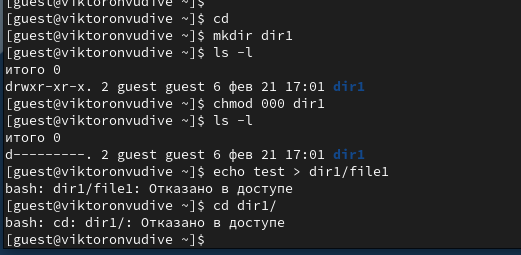 [guest@viktoronvudive ~]$
[guest@viktoronvudive ~]$ cd
[guest@viktoronvudive ~]$ mkdir dir1
[guest@viktoronvudive ~]$ ls -l
итого 0
drwxr-xr-x. 2 guest guest 6 фев 21 17:01 dir1
[guest@viktoronvudive ~]$ chmod 000 dir1
[guest@viktoronvudive ~]$ ls -l
итого 0
d---------. 2 guest guest 6 фев 21 17:01 dir1
[guest@viktoronvudive ~]$ echo test > dir1/file1
bash: dir1/file1: Отказано в доступе
[guest@viktoronvudive ~]$ cd dir1/
bash: cd: dir1/: Отказано в доступе
[guest@viktoronvudive ~]$